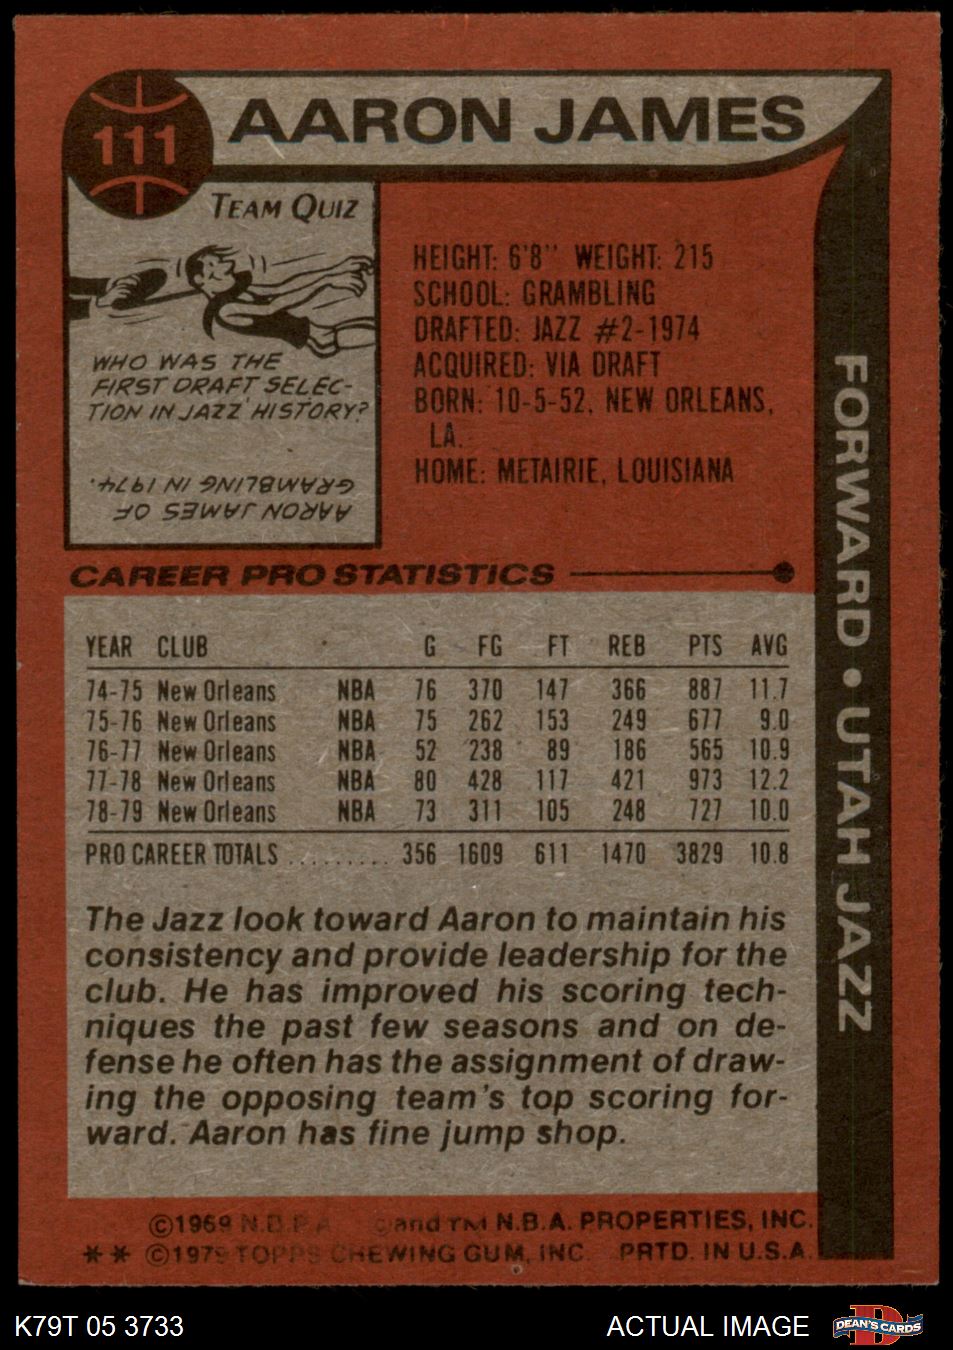 111
AARON JAMES
TEAM QUIZ
WHO WAS THE
FIRST DRAFT SELEC-
TION IN JAZZ HISTORY?
AARON JAMES OF
GRAMBLING IN 1974.
HEIGHT: 6'8" WEIGHT: 215
SCHOOL: GRAMBLING
DRAFTED: JAZZ #2-1974
ACQUIRED: VIA DRAFT
BORN: 10-5-52, NEW ORLEANS,
LA.
HOME: METAIRIE, LOUISIANA
FORWARD • UTAH JAZZ
CAREER PRO STATISTICS
YEAR CLUB G FG FT REB PTS AVG
74-75 New Orleans NBA 76 370 147 366 887 11.7
75-76 New Orleans NBA 75 262 153 249 677 9.0
76-77 New Orleans NBA 52 238 89 186 565 10.9
77-78 New Orleans NBA 80 428 117 421 973 12.2
78-79 New Orleans NBA 73 311 105 248 727 10.0
PRO CAREER TOTALS ......... 356 1609 611 1470 3829 10.8
The Jazz look toward Aaron to maintain his
consistency and provide leadership for the
club. He has improved his scoring tech-
niques the past few seasons and on de-
fense he often has the assignment of draw-
ing the opposing team's top scoring for-
ward. Aaron has fine jump shop.
©1969 N.B.P.A. and TM N.B.A. PROPERTIES, INC.
** ©1979 TOPPS CHEWING GUM, INC. PRTD. IN U.S.A.
K79T 05 3733
ACTUAL IMAGE
DEAN'S CARDS